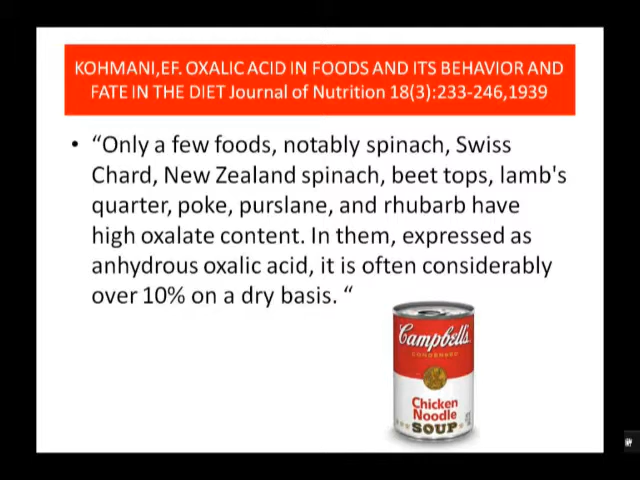 KOHMANI,EF. OXALIC ACID IN FOODS AND ITS BEHAVIOR AND
FATE IN THE DIET Journal of Nutrition 18(3):233-246,1939
• “Only a few foods, notably spinach, Swiss
Chard, New Zealand spinach, beet tops, lamb's
quarter, poke, purslane, and rhubarb have
high oxalate content. In them, expressed as
anhydrous oxalic acid, it is often considerably
over 10% on a dry basis. “
Campbell's
CONDENSED
Chicken
Noodle
SOUP